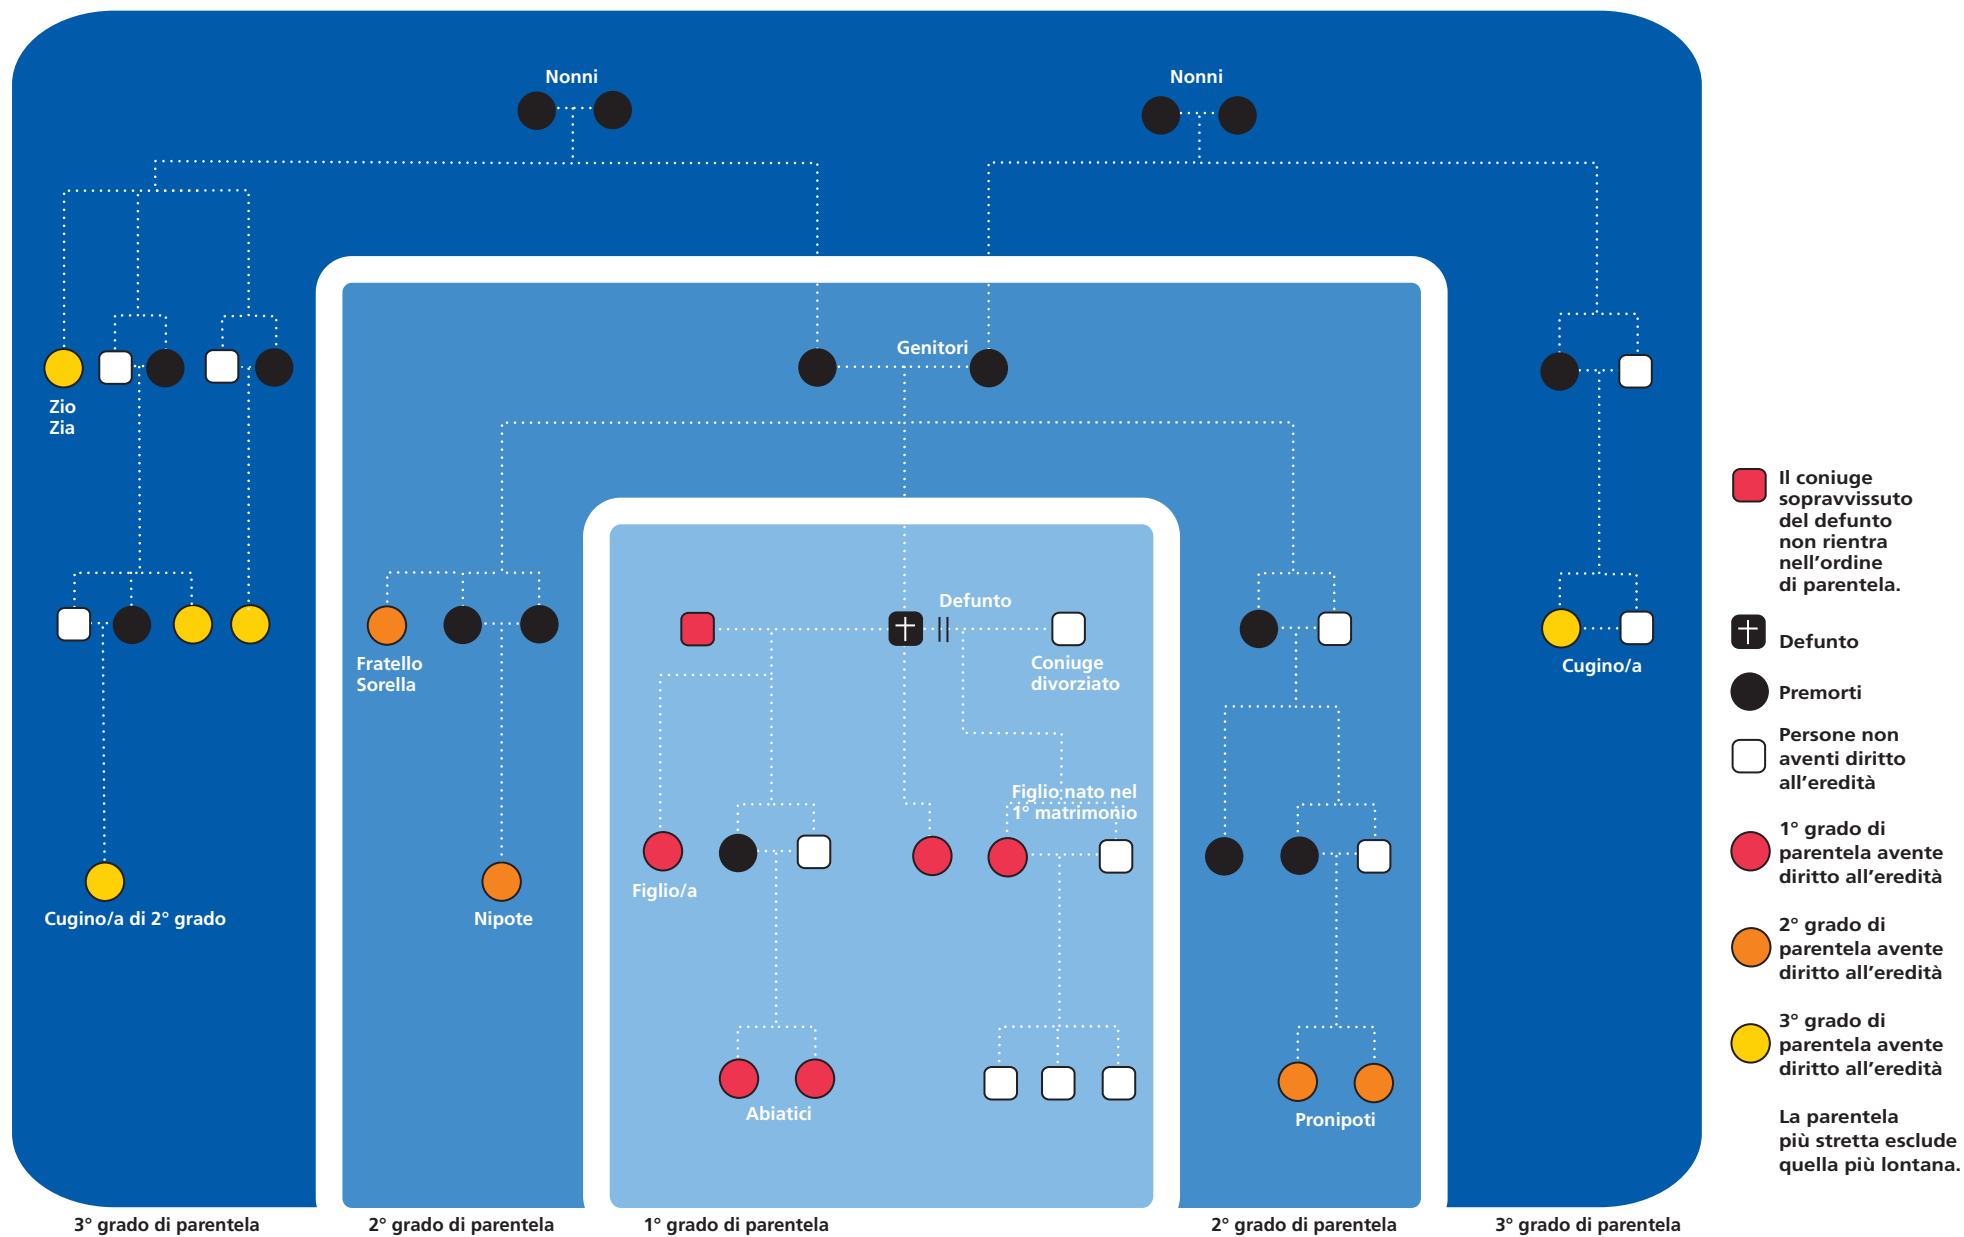 Nonni
Nonni
Genitori
Zio
Zia
Defunto
Fratello
Sorella
Coniuge
divorziato
Cugino/a
Figlio nato nel
1° matrimonio
Figlio/a
Cugino/a di 2° grado
Nipote
Abiatici
Pronipoti
Il coniuge
sopravvissuto
del defunto
non rientra
nell'ordine
di parentela.
Defunto
Premorti
Persone non
aventi diritto
all'eredità
1° grado di
parentela avente
diritto all'eredità
2° grado di
parentela avente
diritto all'eredità
3° grado di
parentela avente
diritto all'eredità
La parentela
più stretta esclude
quella più lontana.
3° grado di parentela
2° grado di parentela
1° grado di parentela
2° grado di parentela
3° grado di parentela